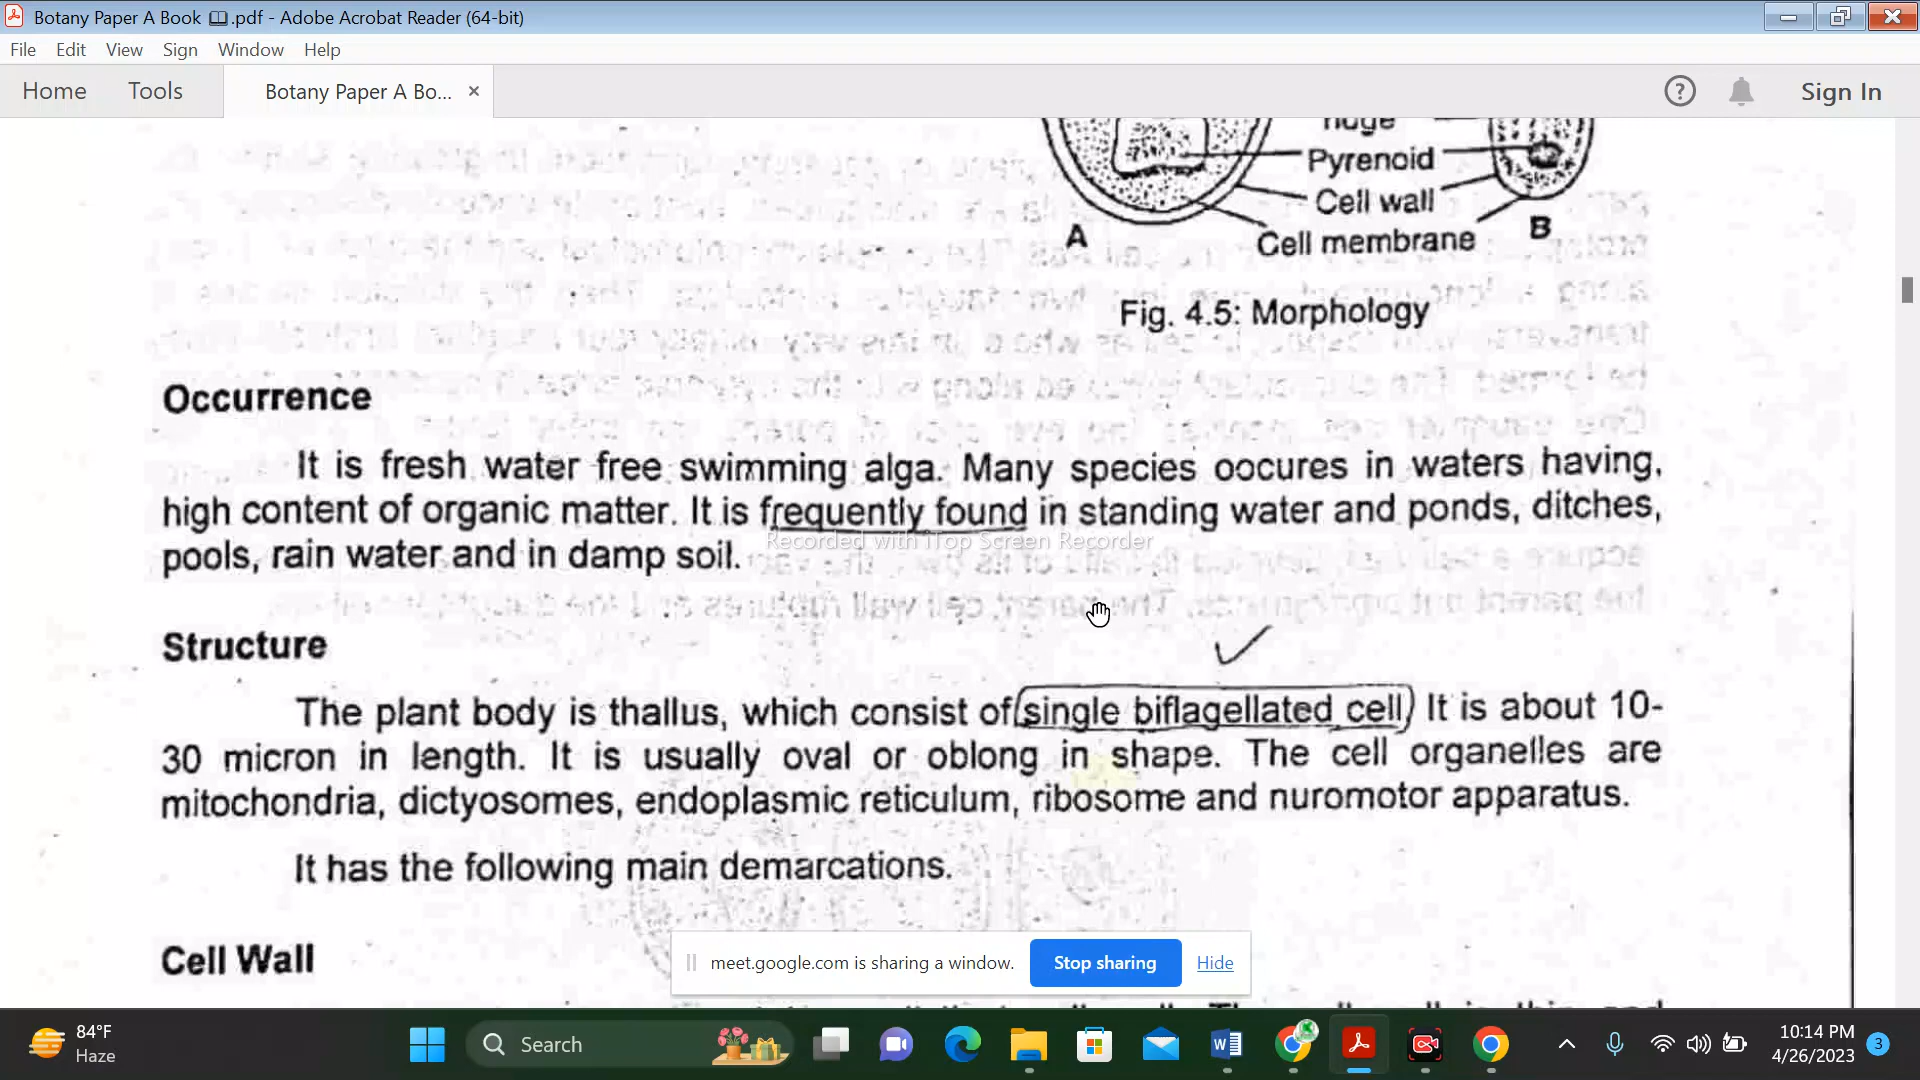 Botany Paper A Book 📖.pdf - Adobe Acrobat Reader (64-bit)
File Edit View Sign Window Help
Home Tools Botany Paper A Bo... × Sign In
Pyrenoid
Cell wall
A Cell membrane B
Fig. 4.5: Morphology
Occurrence
It is fresh water free swimming alga. Many species occures in waters having,
high content of organic matter. It is frequently found in standing water and ponds, ditches,
Recorded with iTop Screen Recorder
pools, rain water and in damp soil.
Structure
The plant body is thallus, which consist of single biflagellated cell) It is about 10-
30 micron in length. It is usually oval or oblong in shape. The cell organelles are
mitochondria, dictyosomes, endoplasmic reticulum, ribosome and nuromotor apparatus.
It has the following main demarcations.
Cell Wall
meet.google.com is sharing a window. Stop sharing Hide
84°F
Haze
Search
10:14 PM
4/26/2023 3